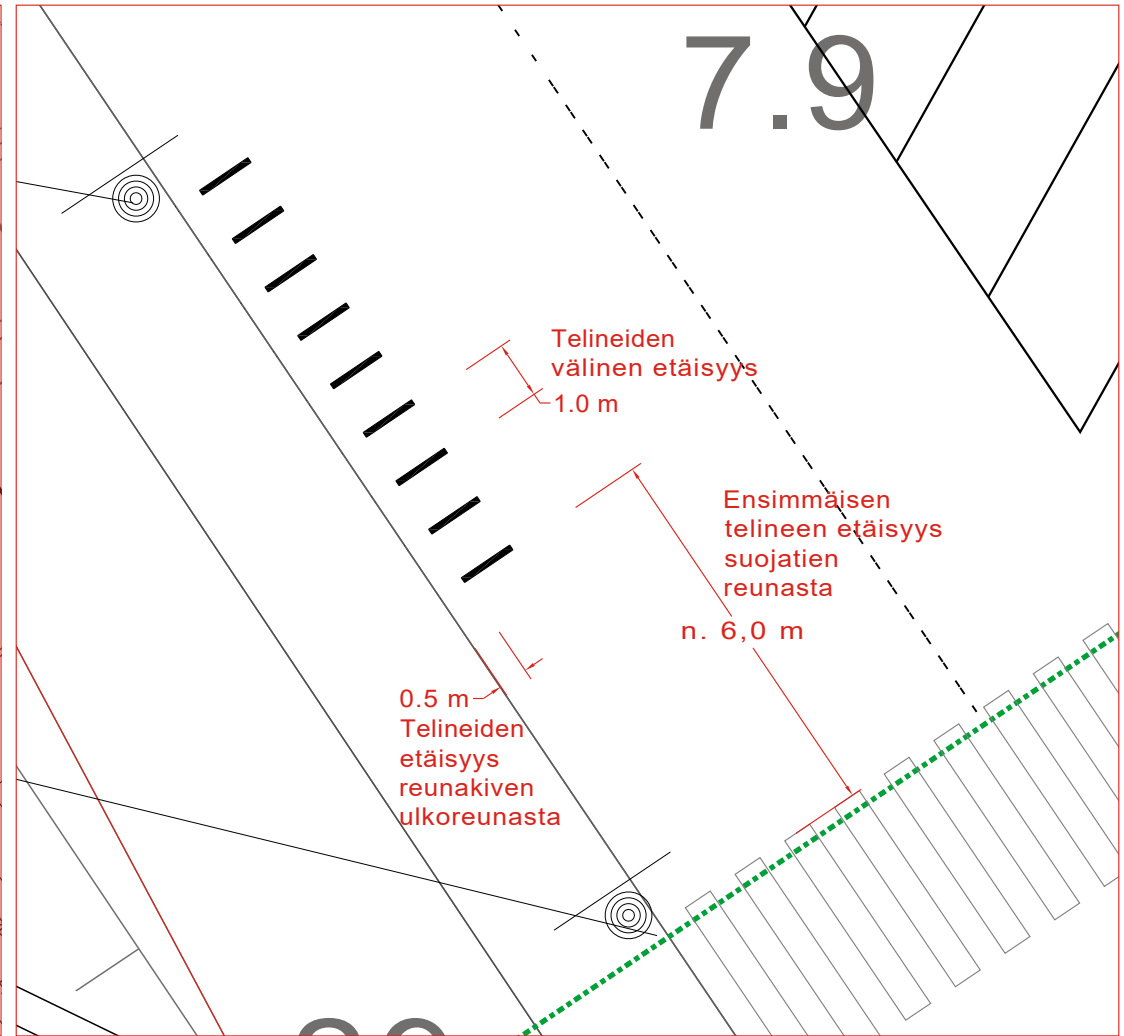 7.9
Telineiden
välinen etäisyys
1.0 m
Ensimmäisen
telineen etäisyys
suojatien
reunasta
n. 6,0 m
0.5 m
Telineiden
etäisyys
reunakiven
ulkoreunasta